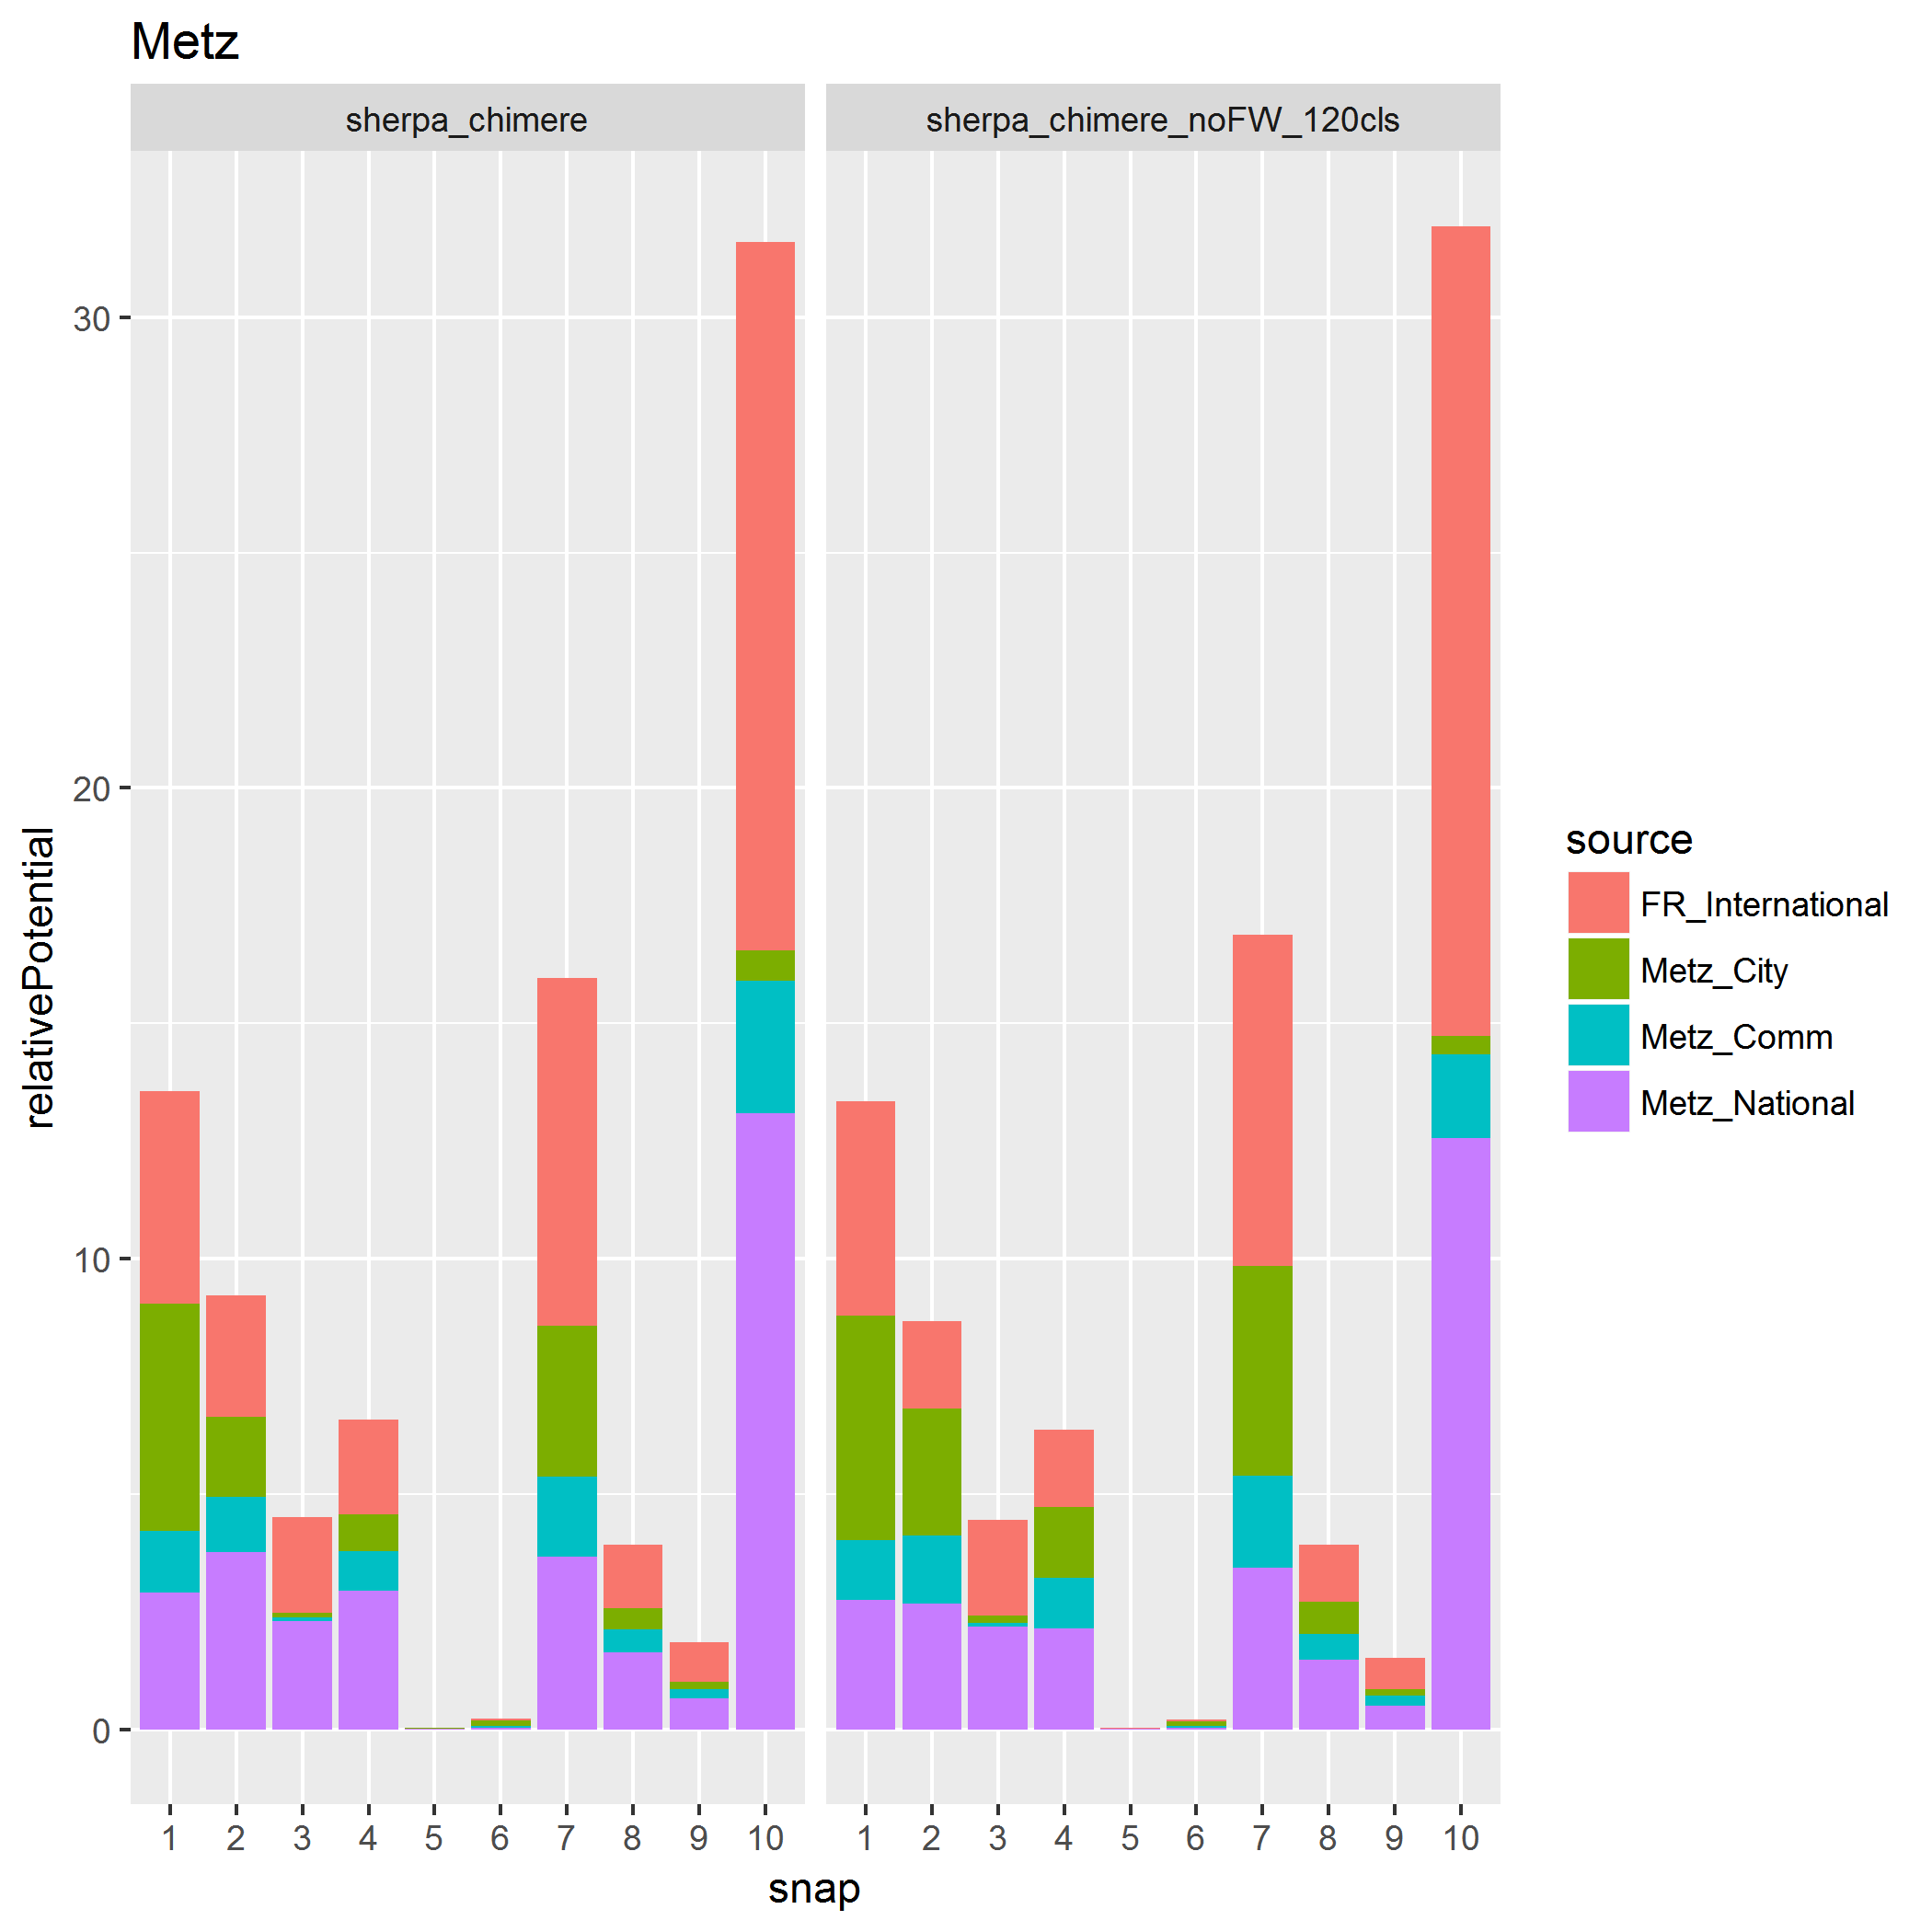 Metz
sherpa_chimere
sherpa_chimere_noFW_120cls
30
20
10
0
relativePotential
1 2 3 4 5 6 7 8 9 10
1 2 3 4 5 6 7 8 9 10
snap
source
FR_International
Metz_City
Metz_Comm
Metz_National